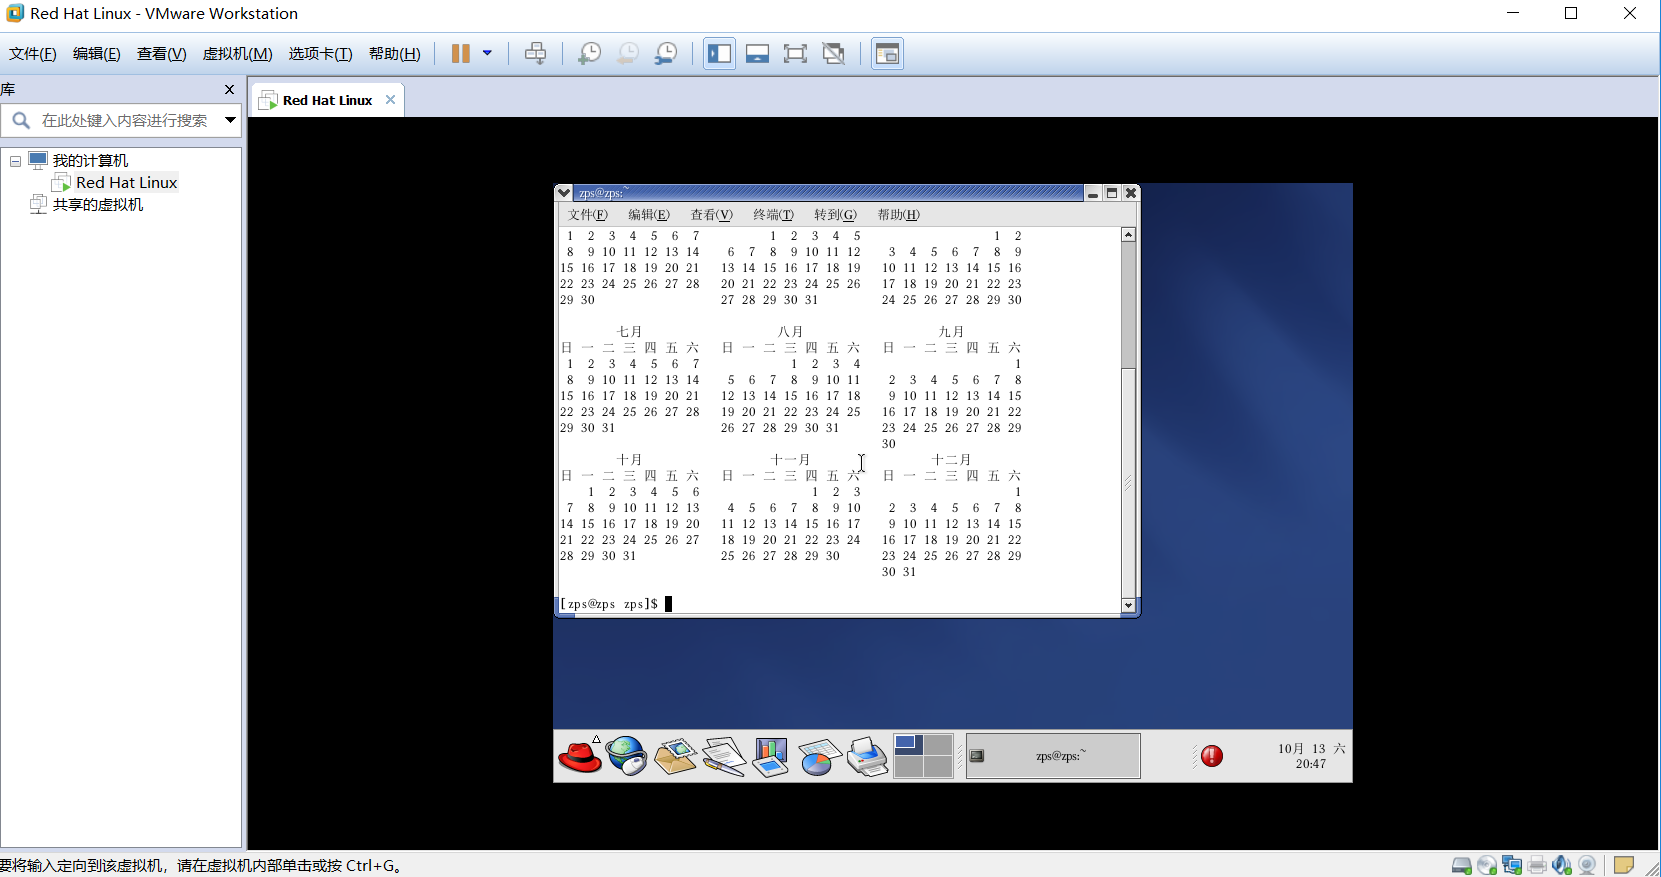 Red Hat Linux - VMware Workstation
文件(F) 编辑(E) 查看(V) 虚拟机(M) 选项卡(T) 帮助(H)
库
在此处键入内容进行搜索
我的计算机
Red Hat Linux
共享的虚拟机
Red Hat Linux
zps@zps:~
文件(F) 编辑(E) 查看(V) 终端(T) 转到(G) 帮助(H)
1 2 3 4 5 6 7 1 2 3 4 5 1 2
8 9 10 11 12 13 14 6 7 8 9 10 11 12 3 4 5 6 7 8 9
15 16 17 18 19 20 21 13 14 15 16 17 18 19 10 11 12 13 14 15 16
22 23 24 25 26 27 28 20 21 22 23 24 25 26 17 18 19 20 21 22 23
29 30 27 28 29 30 31 24 25 26 27 28 29 30
七月 八月 九月
日 一 二 三 四 五 六 日 一 二 三 四 五 六 日 一 二 三 四 五 六
1 2 3 4 5 6 7 1 2 3 4 1
8 9 10 11 12 13 14 5 6 7 8 9 10 11 2 3 4 5 6 7 8
15 16 17 18 19 20 21 12 13 14 15 16 17 18 9 10 11 12 13 14 15
22 23 24 25 26 27 28 19 20 21 22 23 24 25 16 17 18 19 20 21 22
29 30 31 26 27 28 29 30 31 23 24 25 26 27 28 29
30
十月 十一月 十二月
日 一 二 三 四 五 六 日 一 二 三 四 五 六 日 一 二 三 四 五 六
1 2 3 4 5 6 1 2 3 1
7 8 9 10 11 12 13 4 5 6 7 8 9 10 2 3 4 5 6 7 8
14 15 16 17 18 19 20 11 12 13 14 15 16 17 9 10 11 12 13 14 15
21 22 23 24 25 26 27 18 19 20 21 22 23 24 16 17 18 19 20 21 22
28 29 30 31 25 26 27 28 29 30 23 24 25 26 27 28 29
30 31
[zps@zps zps]$
zps@zps:~
10月 13 六
20:47
要将输入定向到该虚拟机，请在虚拟机内部单击或按 Ctrl+G。